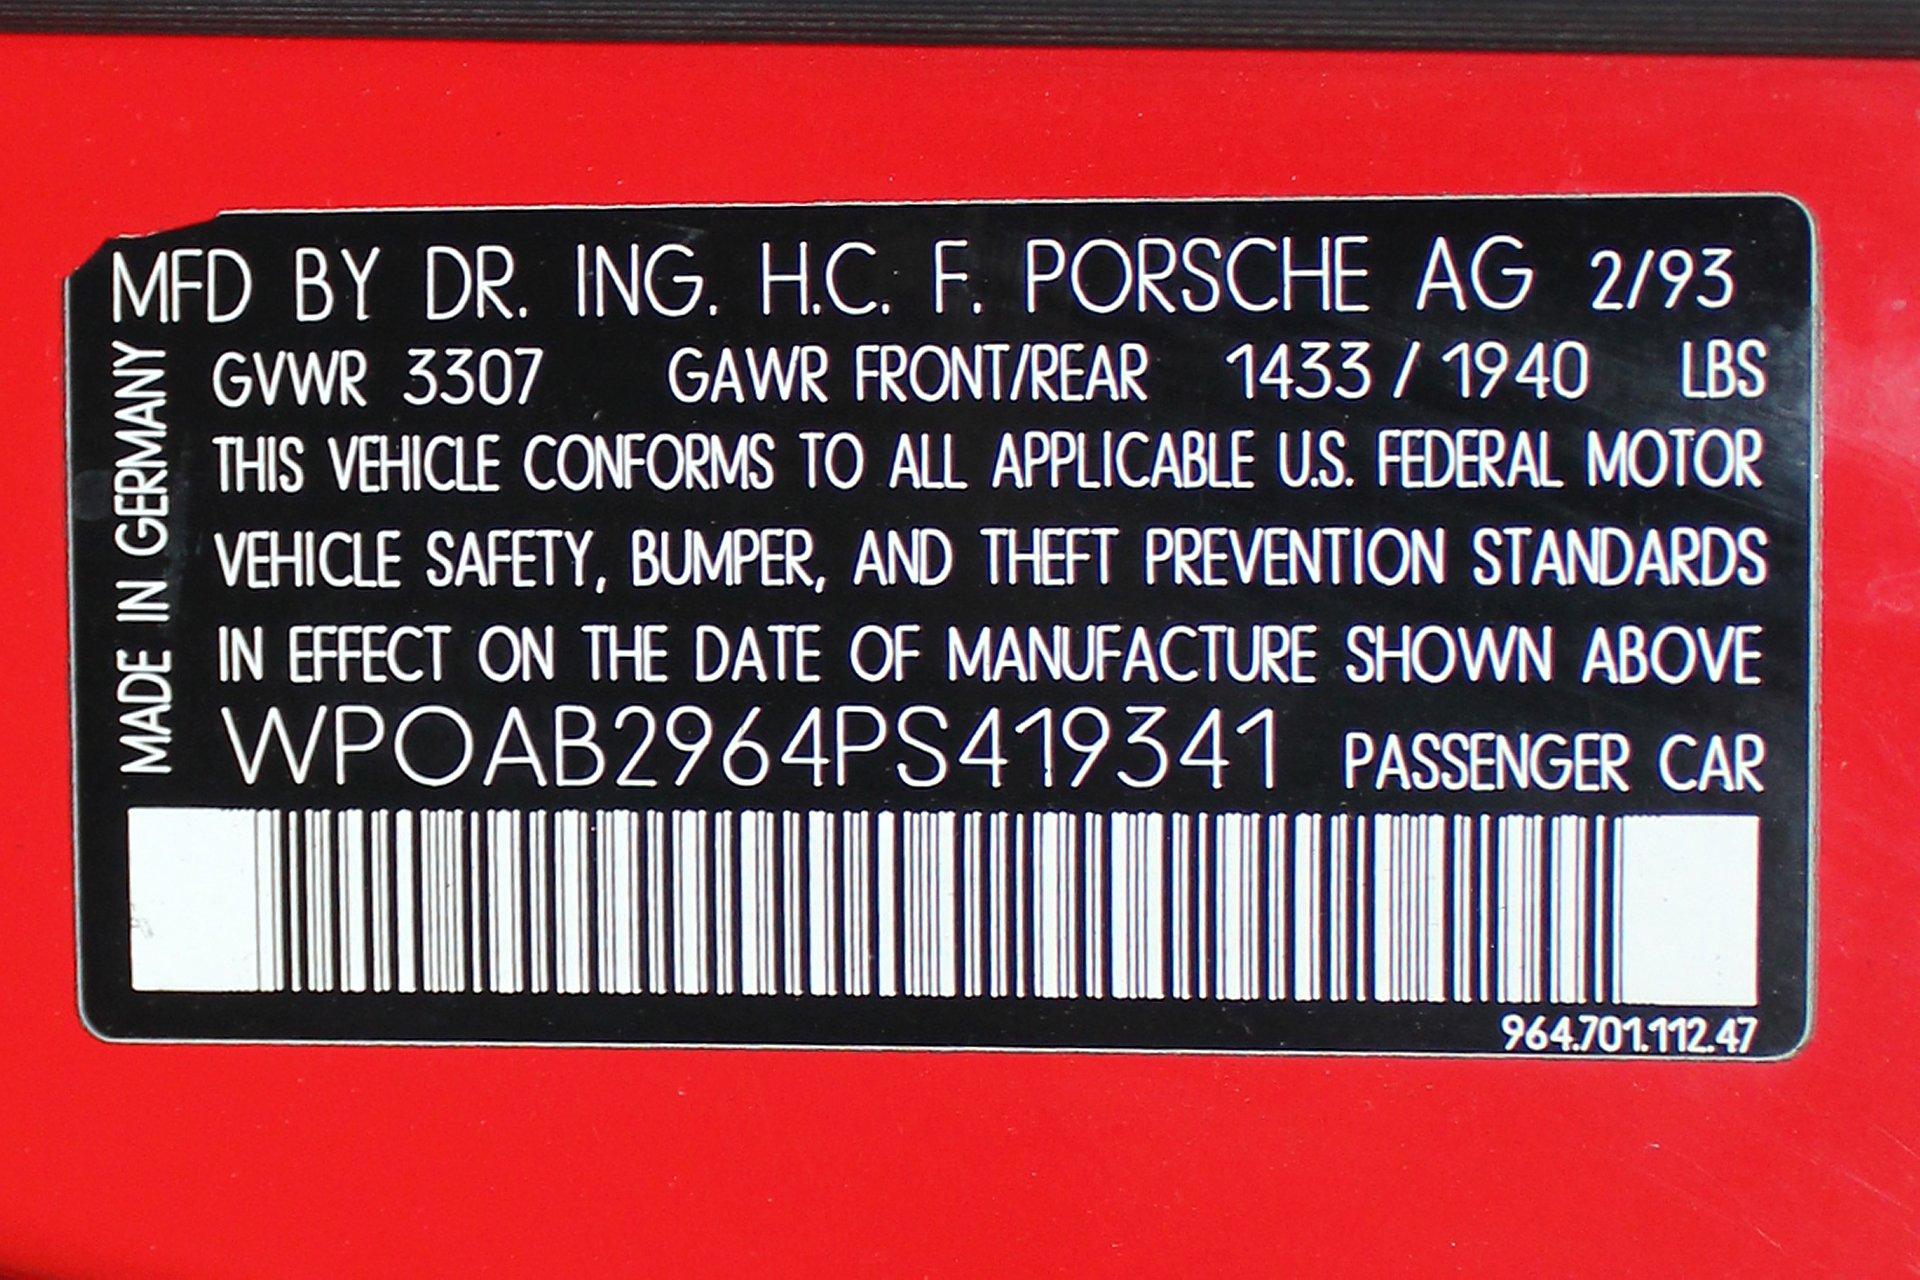 MFD BY DR. ING. H.C. F. PORSCHE AG 2/93
GVWR 3307 GAWR FRONT/REAR 1433 / 1940 LBS
THIS VEHICLE CONFORMS TO ALL APPLICABLE U.S. FEDERAL MOTOR
VEHICLE SAFETY, BUMPER, AND THEFT PREVENTION STANDARDS
IN EFFECT ON THE DATE OF MANUFACTURE SHOWN ABOVE
WP0AB2964PS419341 PASSENGER CAR
964.701.112.47
MADE IN GERMANY